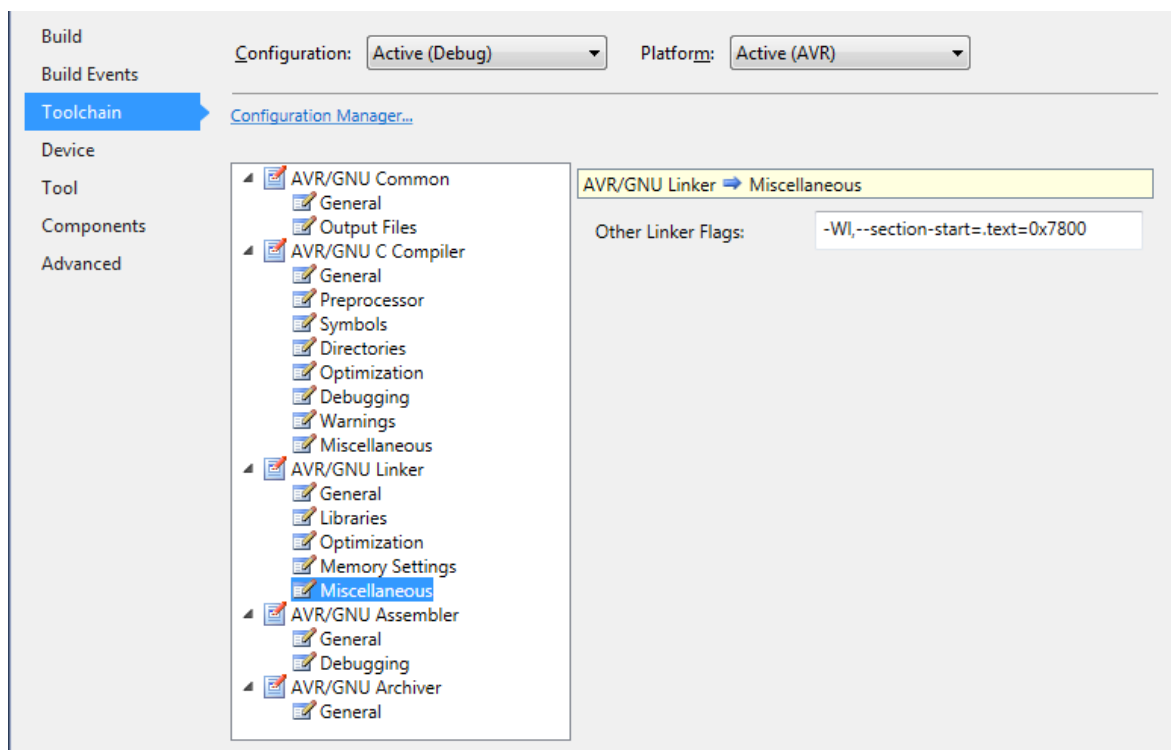 Build
Build Events
Toolchain
Device
Tool
Components
Advanced
Configuration: Active (Debug) Platform: Active (AVR)
Configuration Manager...
AVR/GNU Common
General
Output Files
AVR/GNU C Compiler
General
Preprocessor
Symbols
Directories
Optimization
Debugging
Warnings
Miscellaneous
AVR/GNU Linker
General
Libraries
Optimization
Memory Settings
Miscellaneous
AVR/GNU Assembler
General
Debugging
AVR/GNU Archiver
General
AVR/GNU Linker ➡ Miscellaneous
Other Linker Flags: -Wl,--section-start=.text=0x7800